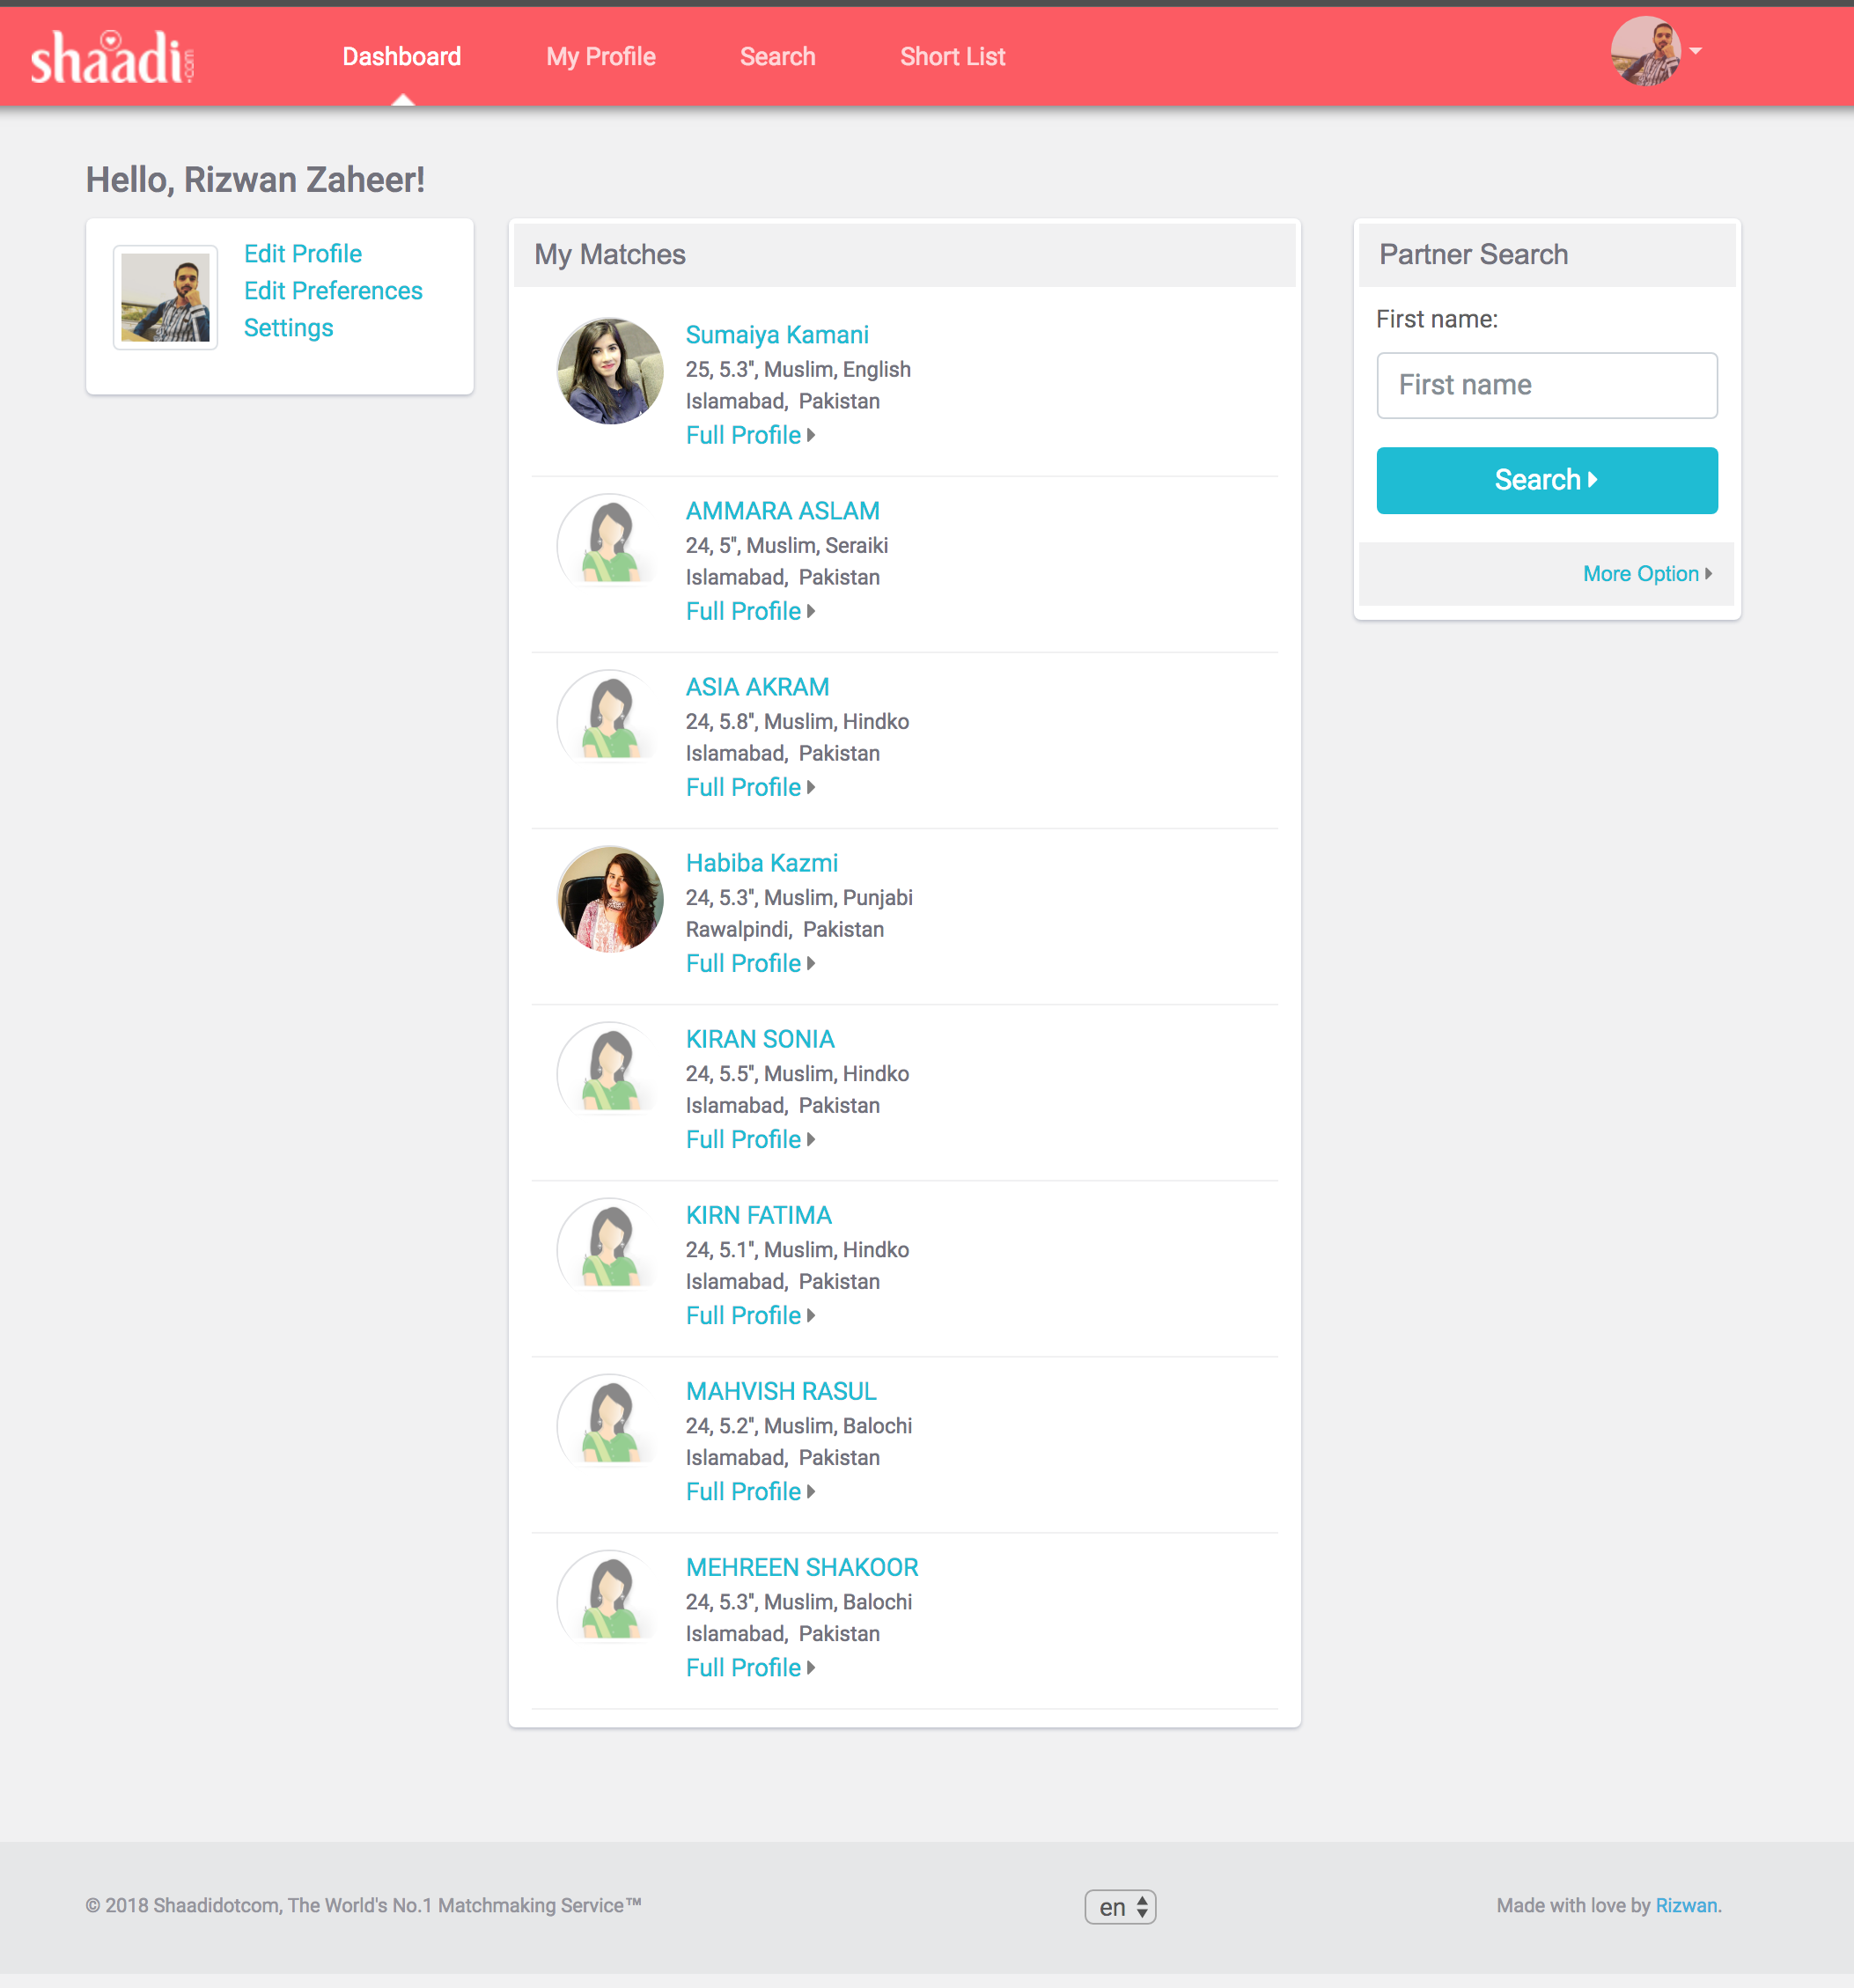 shaadi.com
Dashboard
My Profile
Search
Short List
Hello, Rizwan Zaheer!
Edit Profile
Edit Preferences
Settings
My Matches
Sumaiya Kamani
25, 5.3", Muslim, English
Islamabad, Pakistan
Full Profile
AMMARA ASLAM
24, 5", Muslim, Seraiki
Islamabad, Pakistan
Full Profile
ASIA AKRAM
24, 5.8", Muslim, Hindko
Islamabad, Pakistan
Full Profile
Habiba Kazmi
24, 5.3", Muslim, Punjabi
Rawalpindi, Pakistan
Full Profile
KIRAN SONIA
24, 5.5", Muslim, Hindko
Islamabad, Pakistan
Full Profile
KIRN FATIMA
24, 5.1", Muslim, Hindko
Islamabad, Pakistan
Full Profile
MAHVISH RASUL
24, 5.2", Muslim, Balochi
Islamabad, Pakistan
Full Profile
MEHREEN SHAKOOR
24, 5.3", Muslim, Balochi
Islamabad, Pakistan
Full Profile
Partner Search
First name:
First name
Search
More Option
© 2018 Shaadidotcom, The World's No.1 Matchmaking Service™
en
Made with love by Rizwan.